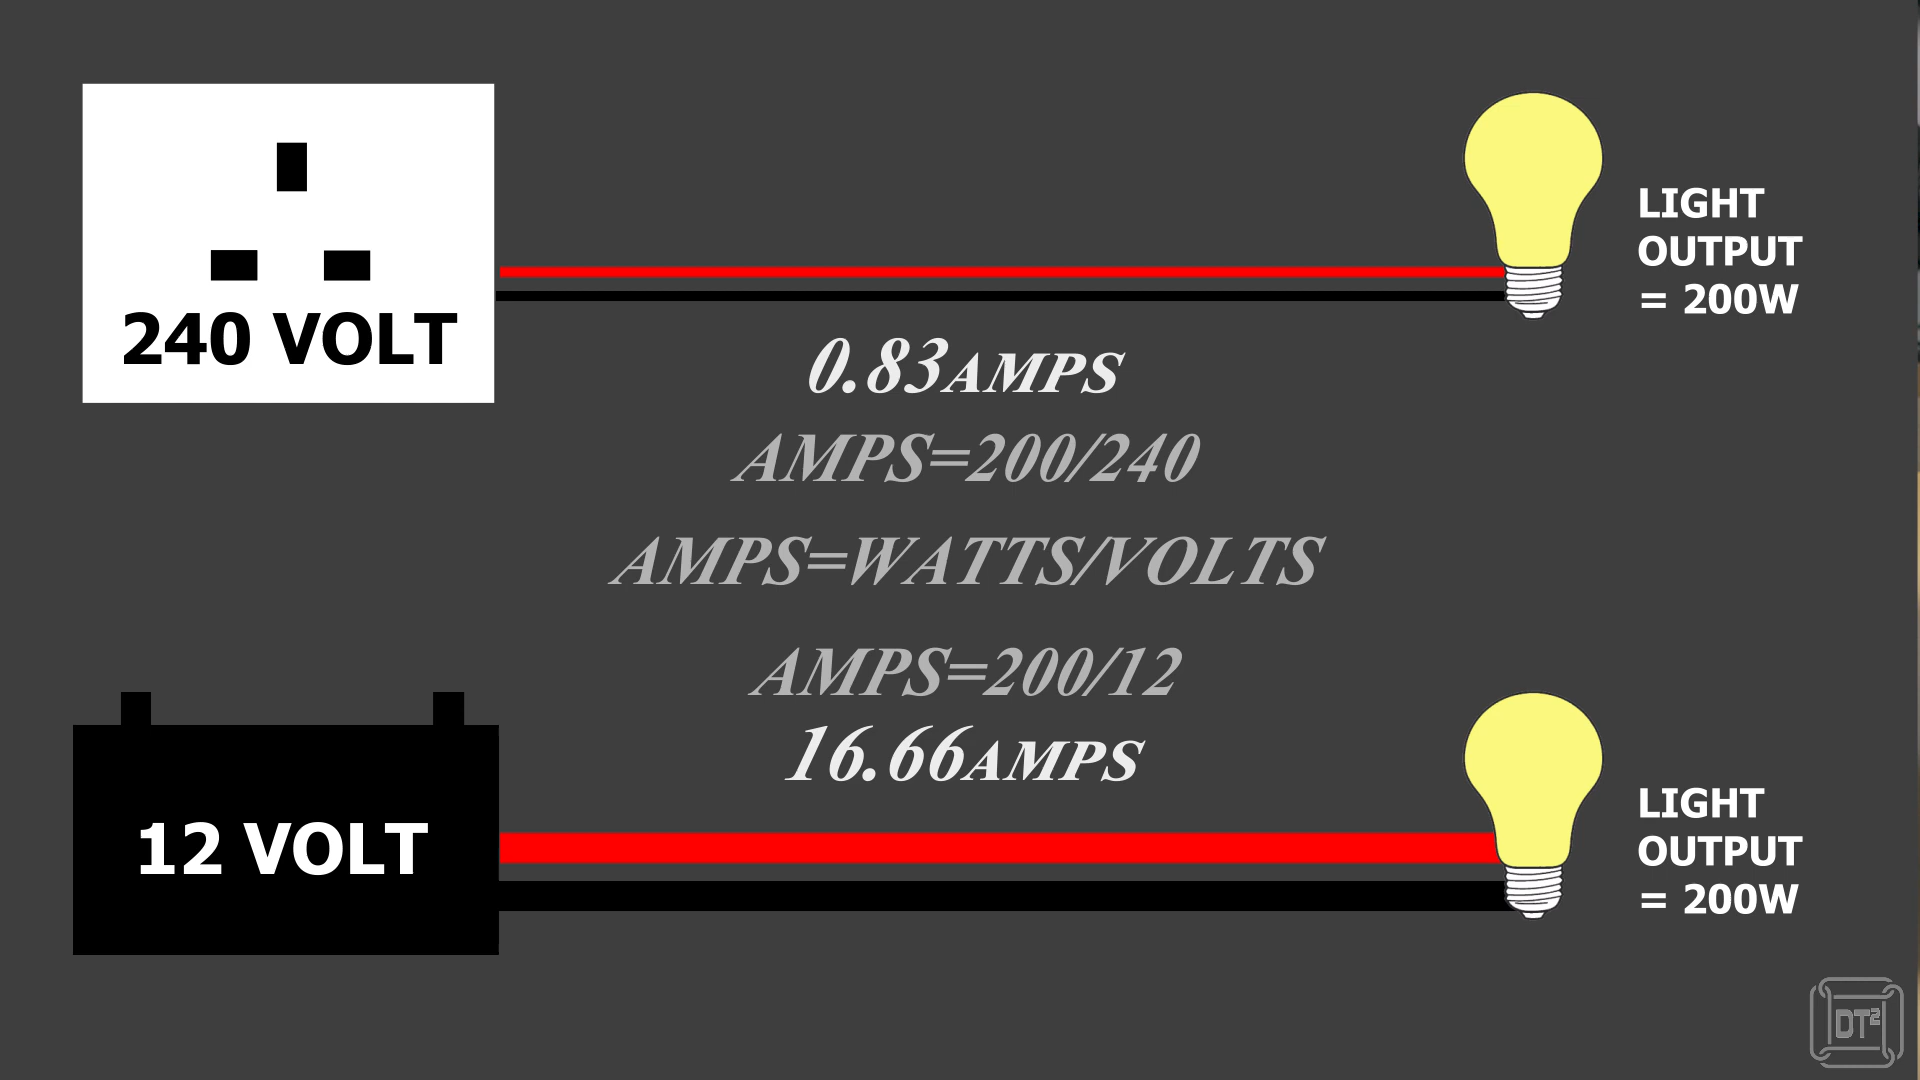 240 VOLT
LIGHT
OUTPUT
= 200W
0.83AMPS
AMPS=200/240
AMPS=WATTS/VOLTS
AMPS=200/12
16.66AMPS
12 VOLT
LIGHT
OUTPUT
= 200W
DT2